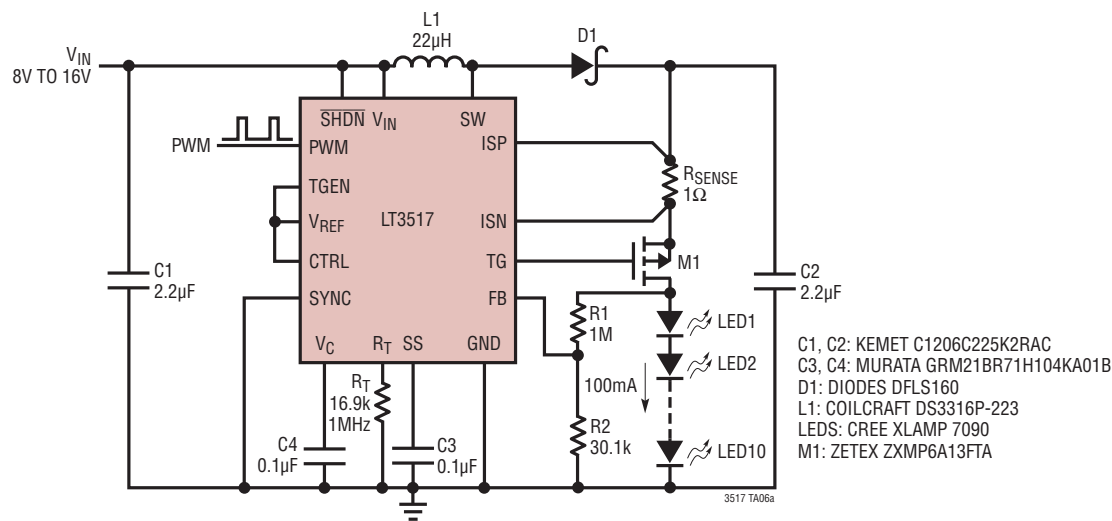 L1
22µH
D1
VIN
8V TO 16V
SHDN VIN SW
PWM
PWM
ISP
RSENSE
1Ω
TGEN
VREF
LT3517
ISN
CTRL
TG
M1
C1
2.2µF
C2
2.2µF
SYNC
FB
R1
1M
LED1
VC RT SS GND
LED2
100mA
RT
16.9k
1MHz
R2
30.1k
C4
0.1µF
C3
0.1µF
LED10
3517 TA06a
C1, C2: KEMET C1206C225K2RAC
C3, C4: MURATA GRM21BR71H104KA01B
D1: DIODES DFLS160
L1: COILCRAFT DS3316P-223
LEDS: CREE XLAMP 7090
M1: ZETEX ZXMP6A13FTA